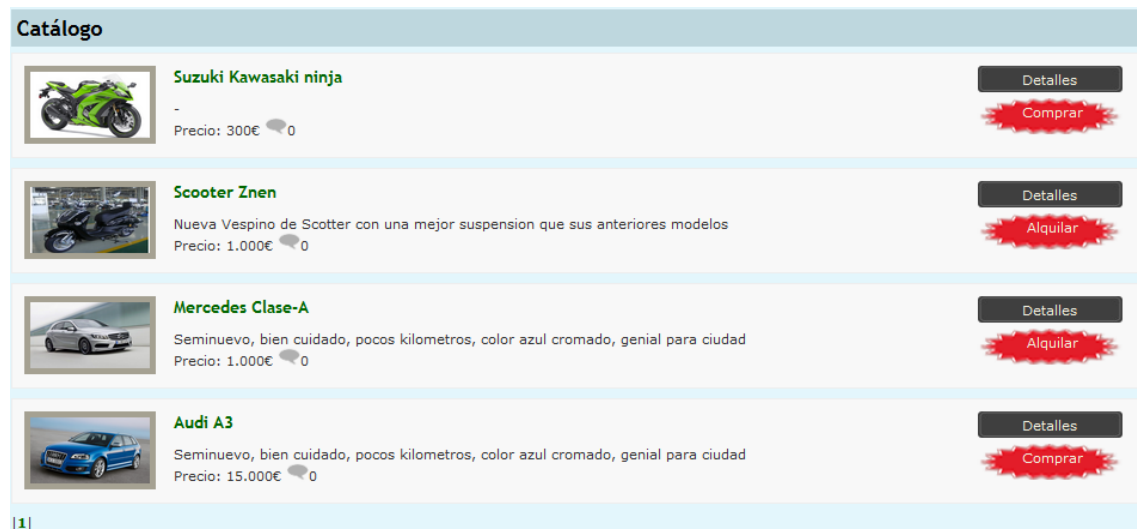 Catálogo
Suzuki Kawasaki ninja
Detalles
-
Comprar
Precio: 300€ 0
Scooter Znen
Detalles
Nueva Vespino de Scotter con una mejor suspension que sus anteriores modelos
Alquilar
Precio: 1.000€ 0
Mercedes Clase-A
Detalles
Seminuevo, bien cuidado, pocos kilometros, color azul cromado, genial para ciudad
Alquilar
Precio: 1.000€ 0
Audi A3
Detalles
Seminuevo, bien cuidado, pocos kilometros, color azul cromado, genial para ciudad
Comprar
Precio: 15.000€ 0
|1|